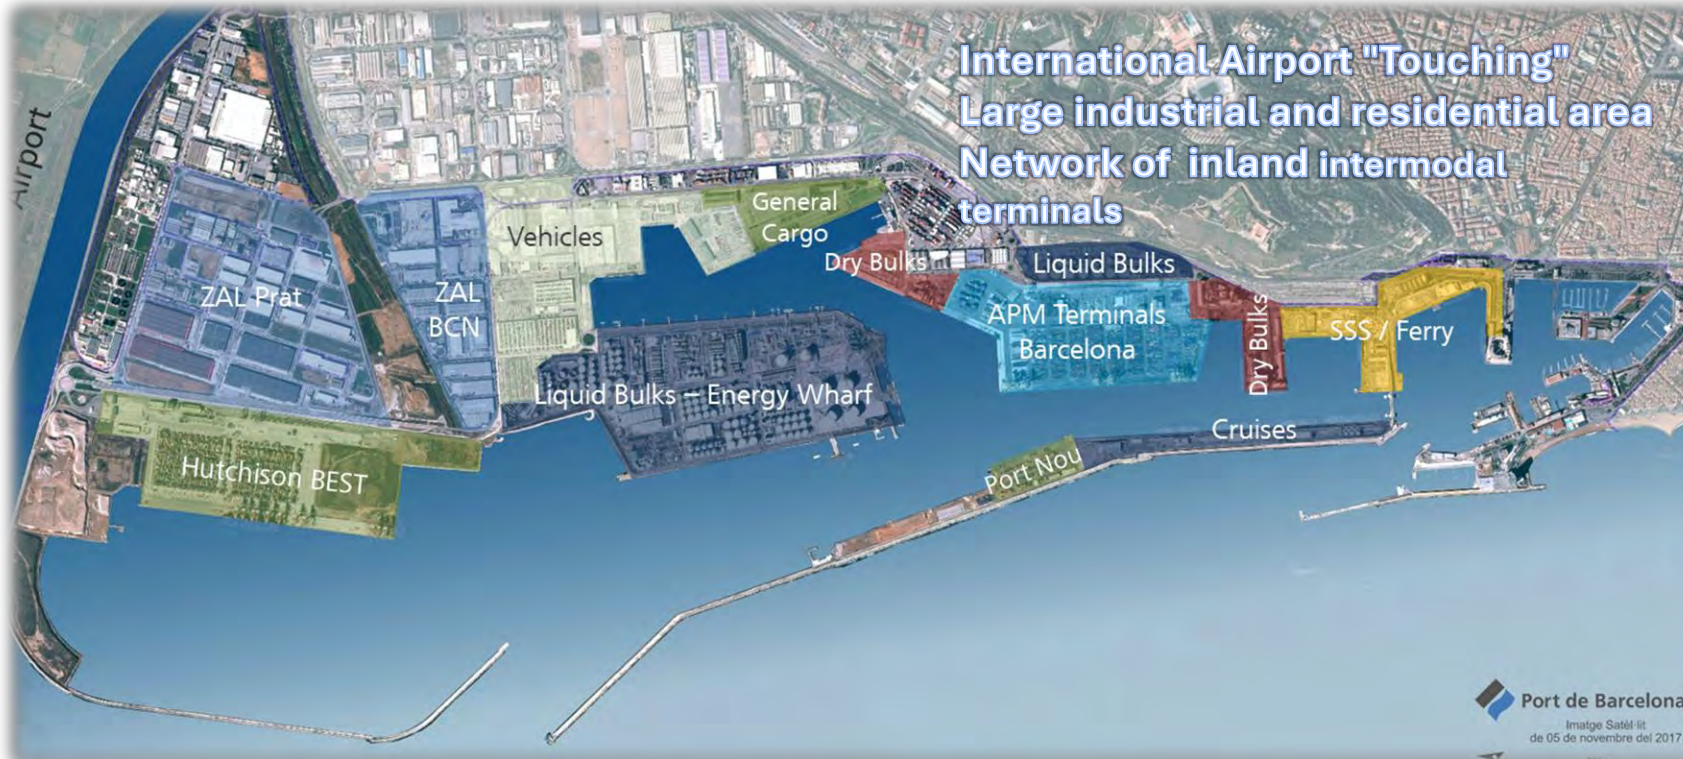 International Airport "Touching"
Large industrial and residential area
Network of inland intermodal
terminals
Airport
General
Cargo
Vehicles
Dry Bulks
Liquid Bulks
ZAL Prat
ZAL
BCN
APM Terminals
Barcelona
Dry Bulks
SSS / Ferry
Liquid Bulks – Energy Wharf
Cruises
Port Nou
Hutchison BEST
Port de Barcelona
Imatge Satèl·lit
de 05 de novembre del 2017